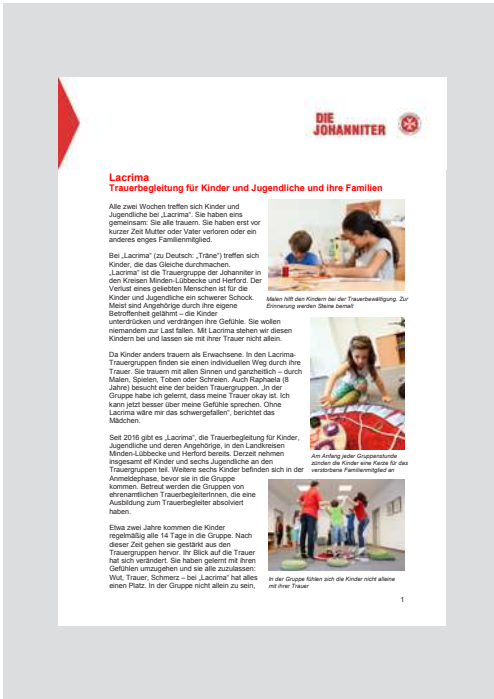 DIE
JOHANNITER
Lacrima
Trauerbegleitung für Kinder und Jugendliche und ihre Familien
Alle zwei Wochen treffen sich Kinder und
Jugendliche bei „Lacrima“. Sie haben eins
gemeinsam: Sie alle trauern. Sie haben erst vor
kurzer Zeit Mutter oder Vater verloren oder ein
anderes enges Familienmitglied.
Bei „Lacrima“ (zu Deutsch: „Träne“) treffen sich
Kinder, die das Gleiche durchmachen.
„Lacrima“ ist die Trauergruppe der Johanniter in
den Kreisen Minden-Lübbecke und Herford. Der
Verlust eines geliebten Menschen ist für die
Kinder und Jugendliche ein schwerer Schock.
Meist sind Angehörige durch ihre eigene
Betroffenheit gelähmt – die Kinder
unterdrücken und verdrängen ihre Gefühle. Sie wollen
niemandem zur Last fallen. Mit Lacrima stehen wir diesen
Kindern bei und lassen sie mit ihrer Trauer nicht allein.
Malen hilft den Kindern bei der Trauerbewältigung. Zur
Erinnerung werden Steine bemalt
Da Kinder anders trauern als Erwachsene. In den Lacrima-
Trauergruppen finden sie einen individuellen Weg durch ihre
Trauer. Sie trauern mit allen Sinnen und ganzheitlich – durch
Malen, Spielen, Toben oder Schreien. Auch Raphaela (8
Jahre) besucht eine der beiden Trauergruppen. „In der
Gruppe habe ich gelernt, dass meine Trauer okay ist. Ich
kann jetzt besser über meine Gefühle sprechen. Ohne
Lacrima wäre mir das schwergefallen“, berichtet das
Mädchen.
Seit 2016 gibt es „Lacrima“, die Trauerbegleitung für Kinder,
Jugendliche und deren Angehörige, in den Landkreisen
Minden-Lübbecke und Herford bereits. Derzeit nehmen
insgesamt elf Kinder und sechs Jugendliche an den
Trauergruppen teil. Weitere sechs Kinder befinden sich in der
Anmeldephase, bevor sie in die Gruppe
kommen. Betreut werden die Gruppen von
ehrenamtlichen TrauerbegleiterInnen, die eine
Ausbildung zum Trauerbegleiter absolviert
haben.
Am Anfang jeder Gruppenstunde
zünden die Kinder eine Kerze für das
verstorbene Familienmitglied an
Etwa zwei Jahre kommen die Kinder
regelmäßig alle 14 Tage in die Gruppe. Nach
dieser Zeit gehen sie gestärkt aus den
Trauergruppen hervor. Ihr Blick auf die Trauer
hat sich verändert. Sie haben gelernt mit ihren
Gefühlen umzugehen und sie alle zuzulassen:
Wut, Trauer, Schmerz – bei „Lacrima“ hat alles
einen Platz. In der Gruppe nicht allein zu sein,
In der Gruppe fühlen sich die Kinder nicht alleine
mit ihrer Trauer
1